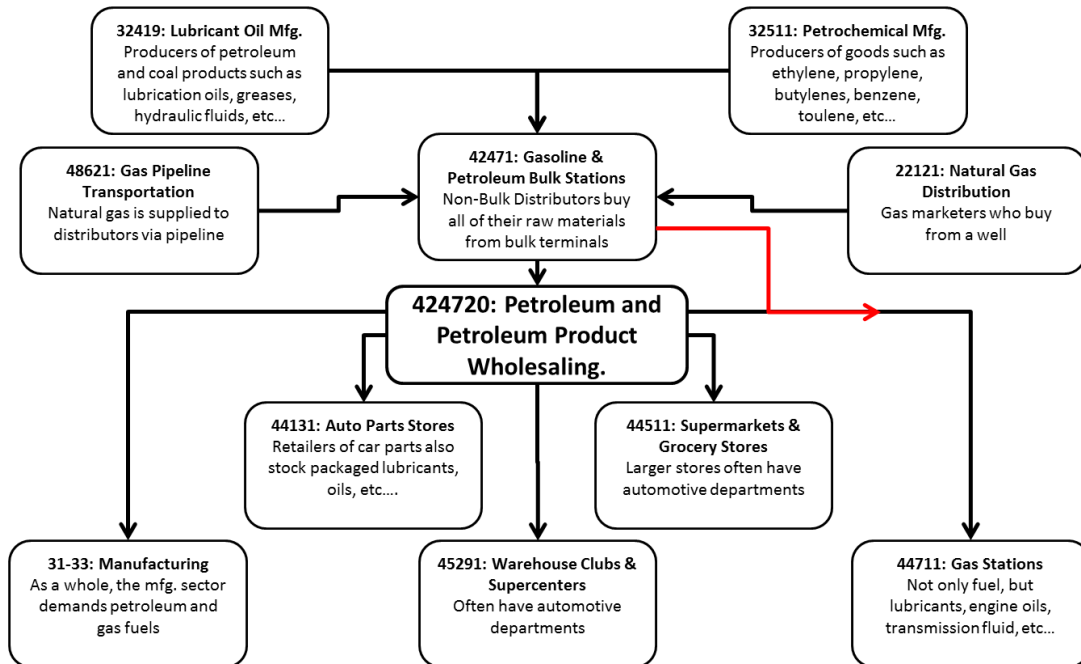 32419: Lubricant Oil Mfg.
Producers of petroleum
and coal products such as
lubrication oils, greases,
hydraulic fluids, etc...
32511: Petrochemical Mfg.
Producers of goods such as
ethylene, propylene,
butylenes, benzene,
toulene, etc...
48621: Gas Pipeline
Transportation
Natural gas is supplied to
distributors via pipeline
42471: Gasoline &
Petroleum Bulk Stations
Non-Bulk Distributors buy
all of their raw materials
from bulk terminals
22121: Natural Gas
Distribution
Gas marketers who buy
from a well
424720: Petroleum and
Petroleum Product
Wholesaling.
44131: Auto Parts Stores
Retailers of car parts also
stock packaged lubricants,
oils, etc....
44511: Supermarkets &
Grocery Stores
Larger stores often have
automotive departments
31-33: Manufacturing
As a whole, the mfg. sector
demands petroleum and
gas fuels
45291: Warehouse Clubs &
Supercenters
Often have automotive
departments
44711: Gas Stations
Not only fuel, but
lubricants, engine oils,
transmission fluid, etc...